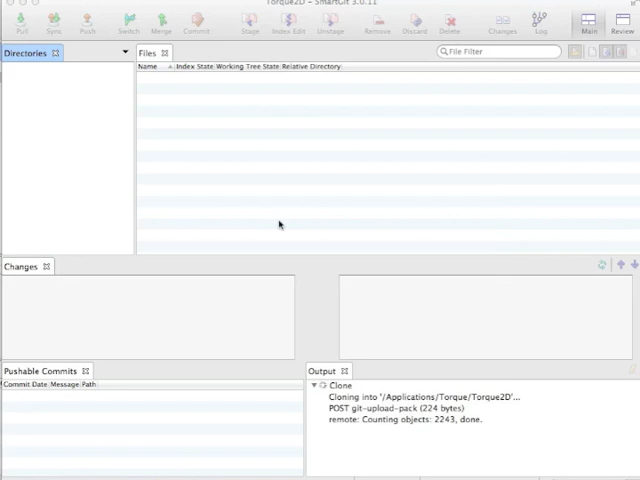 Torque2D – SmartGit 3.0.11
Pull Sync Push Switch Merge Commit Stage Index Edit Unstage Remove Discard Delete Changes Log Main Review
Directories Files File Filter
Name Index State Working Tree State Relative Directory
Changes
Pushable Commits Output
Commit Date Message Path
Clone
Cloning into '/Applications/Torque/Torque2D'...
POST git-upload-pack (224 bytes)
remote: Counting objects: 2243, done.